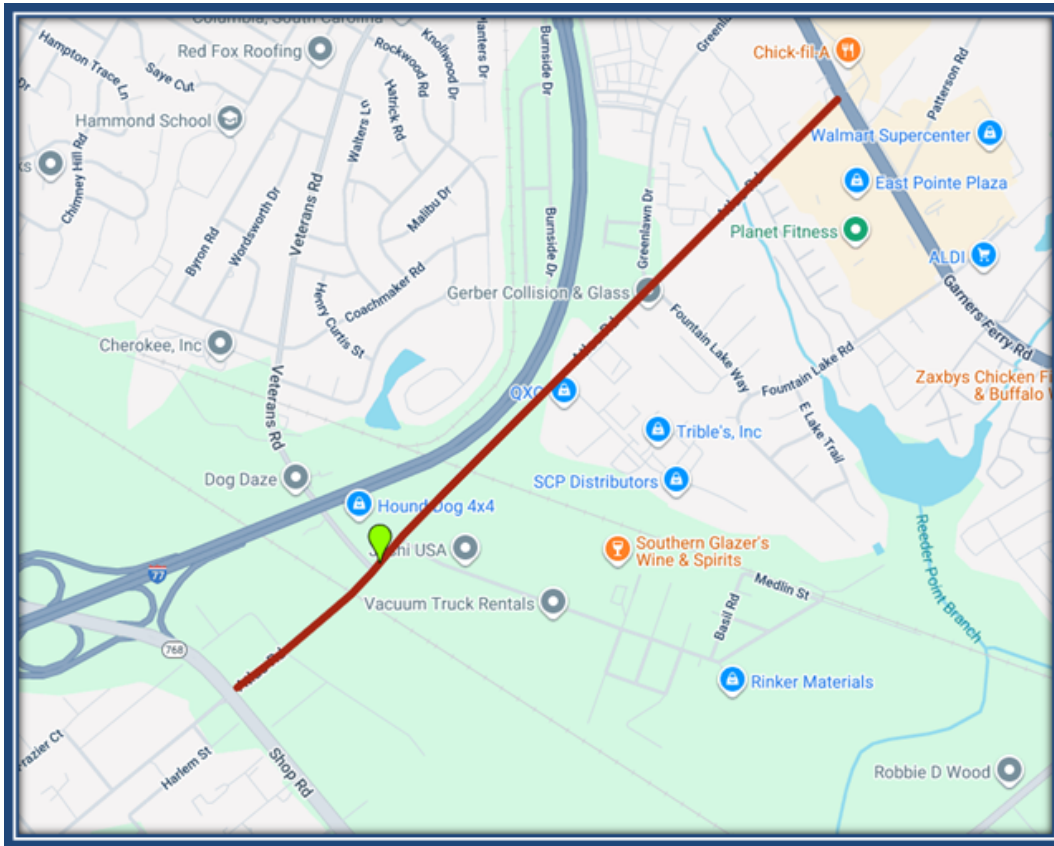 Columbia, South Carolina
Red Fox Roofing
Hampton Trace Ln
Saye Cut
Rockwood Rd
Knollwood Dr
Hatrick Rd
Walters Ln
Burnside Dr
Chick-fil-A
Patterson Rd
Hammond School
Walmart Supercenter
Chimney Hill Rd
Byron Rd
Wordsworth Dr
Veterans Rd
Malibu Dr
Burnside Dr
Greenlawn Dr
East Pointe Plaza
Planet Fitness
ALDI
Coachmaker Rd
Henry Curtis St
Gerber Collision & Glass
Garners Ferry Rd
Cherokee, Inc
Fountain Lake Way
Fountain Lake Rd
Zaxbys Chicken
& Buffalo
Veterans Rd
E Lake Trail
Trible's, Inc
Dog Daze
SCP Distributors
Hound Dog 4x4
USA
Southern Glazer's
Wine & Spirits
77
Vacuum Truck Rentals
Medlin St
Basil Rd
Reeder Point Branch
768
Rinker Materials
Harlem St
Shop Rd
Robbie D Wood